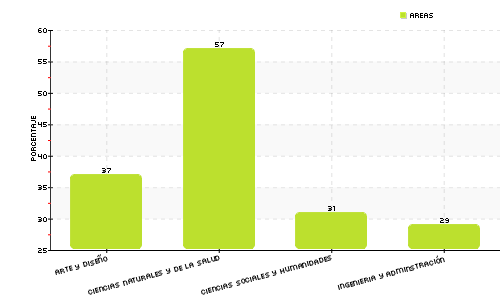 AREAS
PORCENTAJE
60
55
50
45
40
35
30
25
37
57
31
29
ARTE Y DISEÑO
CIENCIAS NATURALES Y DE LA SALUD
CIENCIAS SOCIALES Y HUMANIDADES
INGENIERIA Y ADMINSTRACIÓN